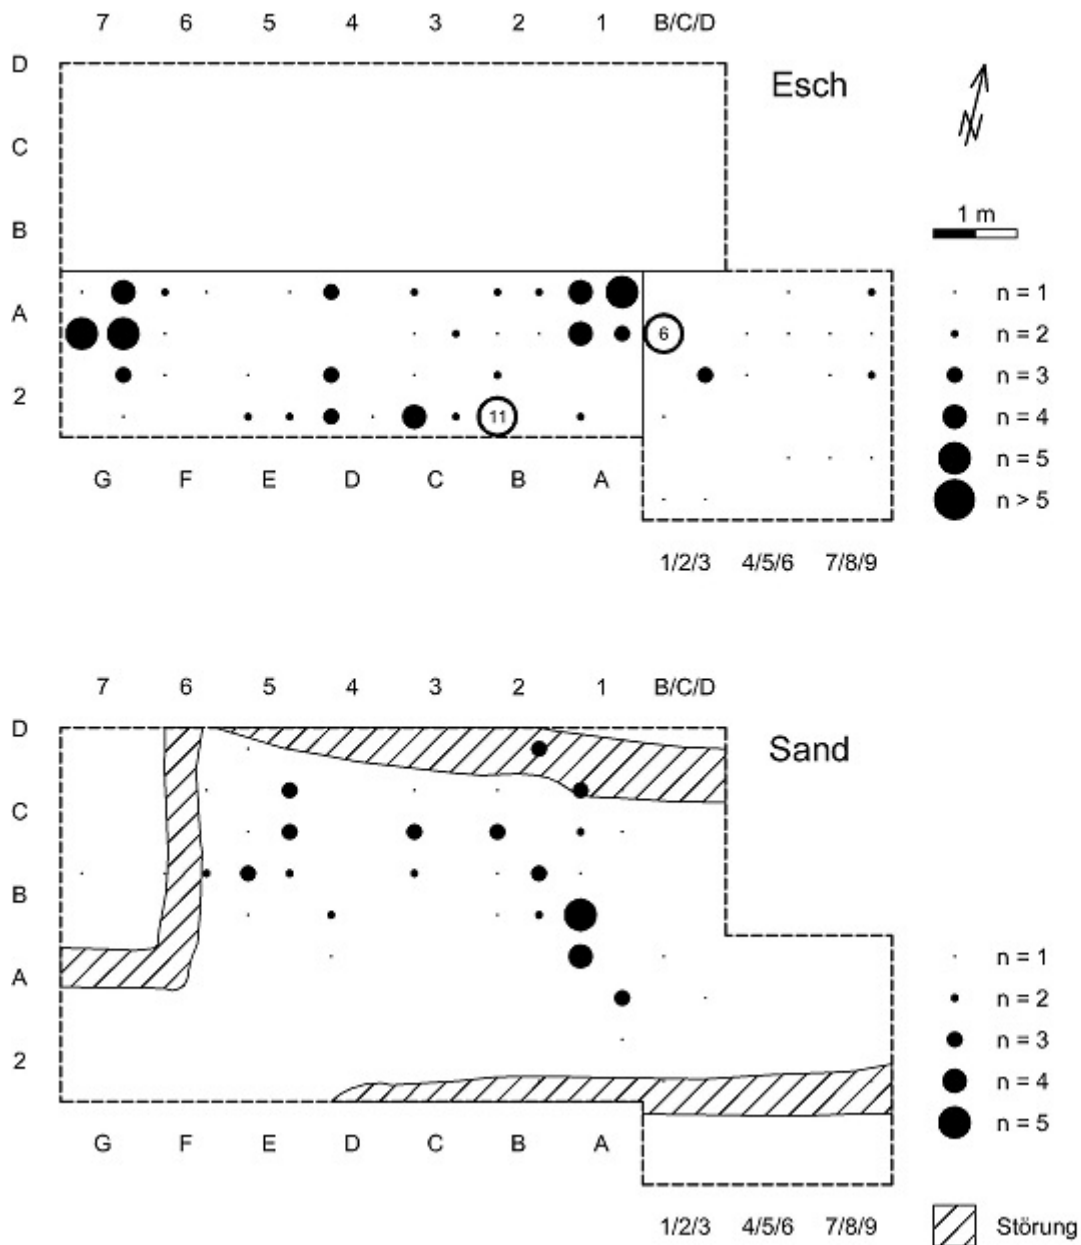 7 6 5 4 3 2 1 B/C/D
D
Esch
N
C
1 m
B
n = 1
A
n = 2
6
n = 3
2
n = 4
11
n = 5
G F E D C B A
n > 5
1/2/3 4/5/6 7/8/9
7 6 5 4 3 2 1 B/C/D
D
Sand
C
B
n = 1
A
n = 2
n = 3
2
n = 4
n = 5
G F E D C B A
1/2/3 4/5/6 7/8/9
Störung